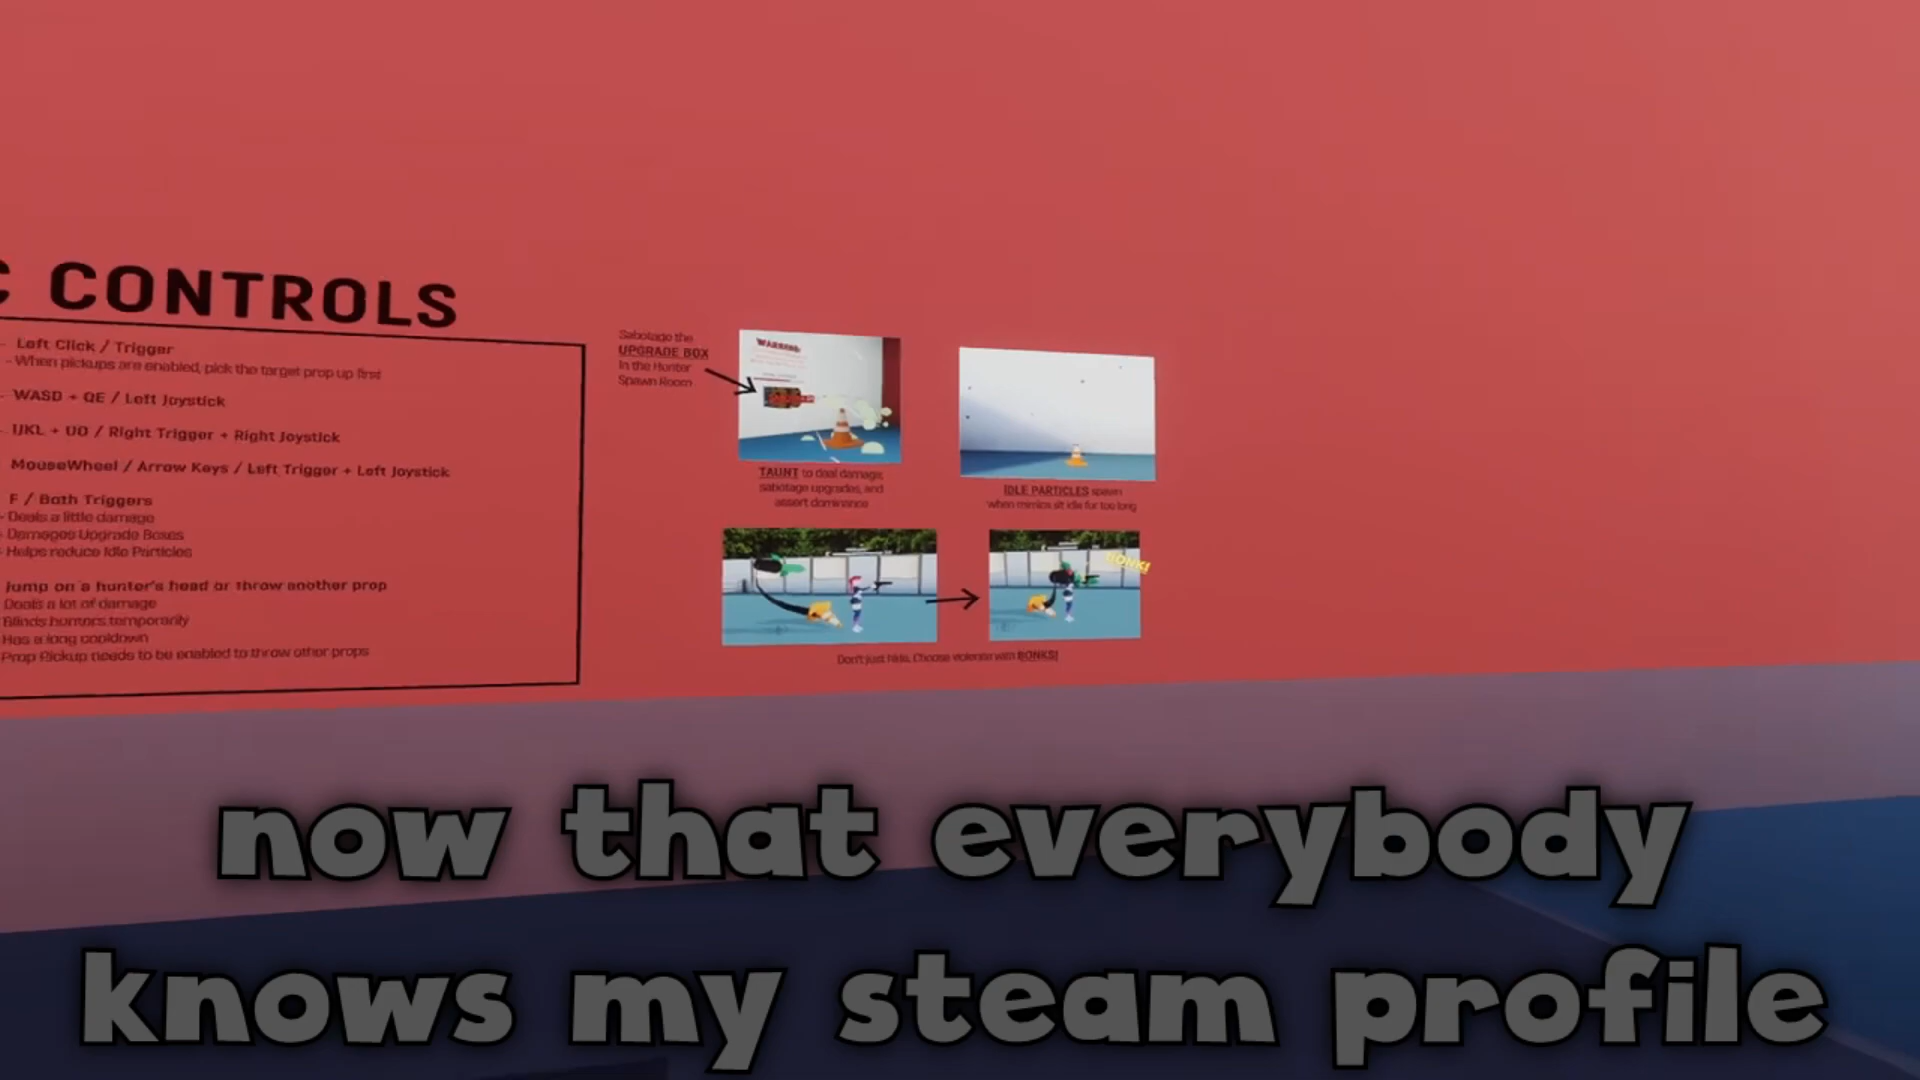 C CONTROLS
- Left Click / Trigger
- When pickups are enabled, pick the target prop up first
- WASD + QE / Left Joystick
- IJKL + UO / Right Trigger + Right Joystick
MouseWheel / Arrow Keys / Left Trigger + Left Joystick
F / Both Triggers
- Deals a little damage
- Damages Upgrade Boxes
- Helps reduce Idle Particles
Jump on a hunter's head or throw another prop
Deals a lot of damage
Blinds hunters temporarily
Has a long cooldown
Prop Pickup needs to be enabled to throw other props
Sabotage the
UPGRADE BOX
in the Hunter
Spawn Room
WARNING:
TAUNT to deal damage,
sabotage upgrades, and
assert dominance
IDLE PARTICLES spawn
when mimics sit idle for too long
BONK!
Don't just hide. Choose violence with BONKS!
now that everybody
knows my steam profile